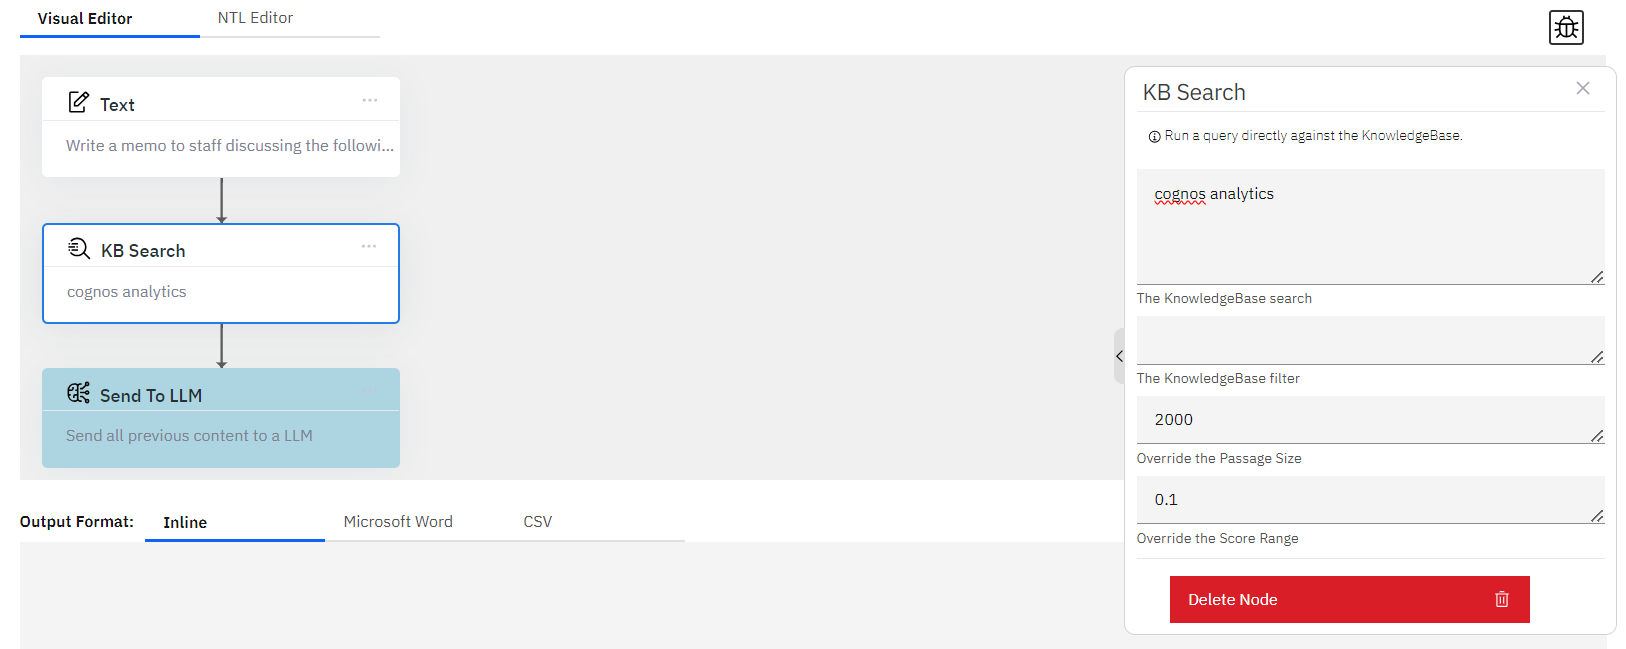 Visual Editor
NTL Editor
Text
Write a memo to staff discussing the followi...
KB Search
cognos analytics
Send To LLM
Send all previous content to a LLM
Output Format:
Inline
Microsoft Word
CSV
KB Search
Run a query directly against the KnowledgeBase.
cognos analytics
The KnowledgeBase search
The KnowledgeBase filter
2000
Override the Passage Size
0.1
Override the Score Range
Delete Node